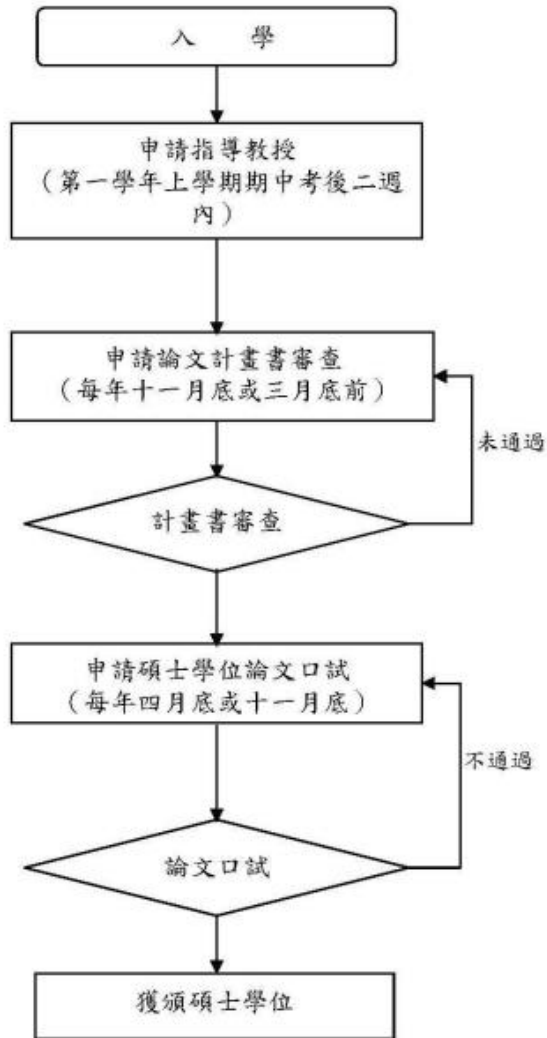 入　　學
申請指導教授
（第一學年上學期期中考後二週
內）
申請論文計畫書審查
（每年十一月底或三月底前）
未通過
計畫書審查
申請碩士學位論文口試
（每年四月底或十一月底）
不通過
論文口試
獲頒碩士學位